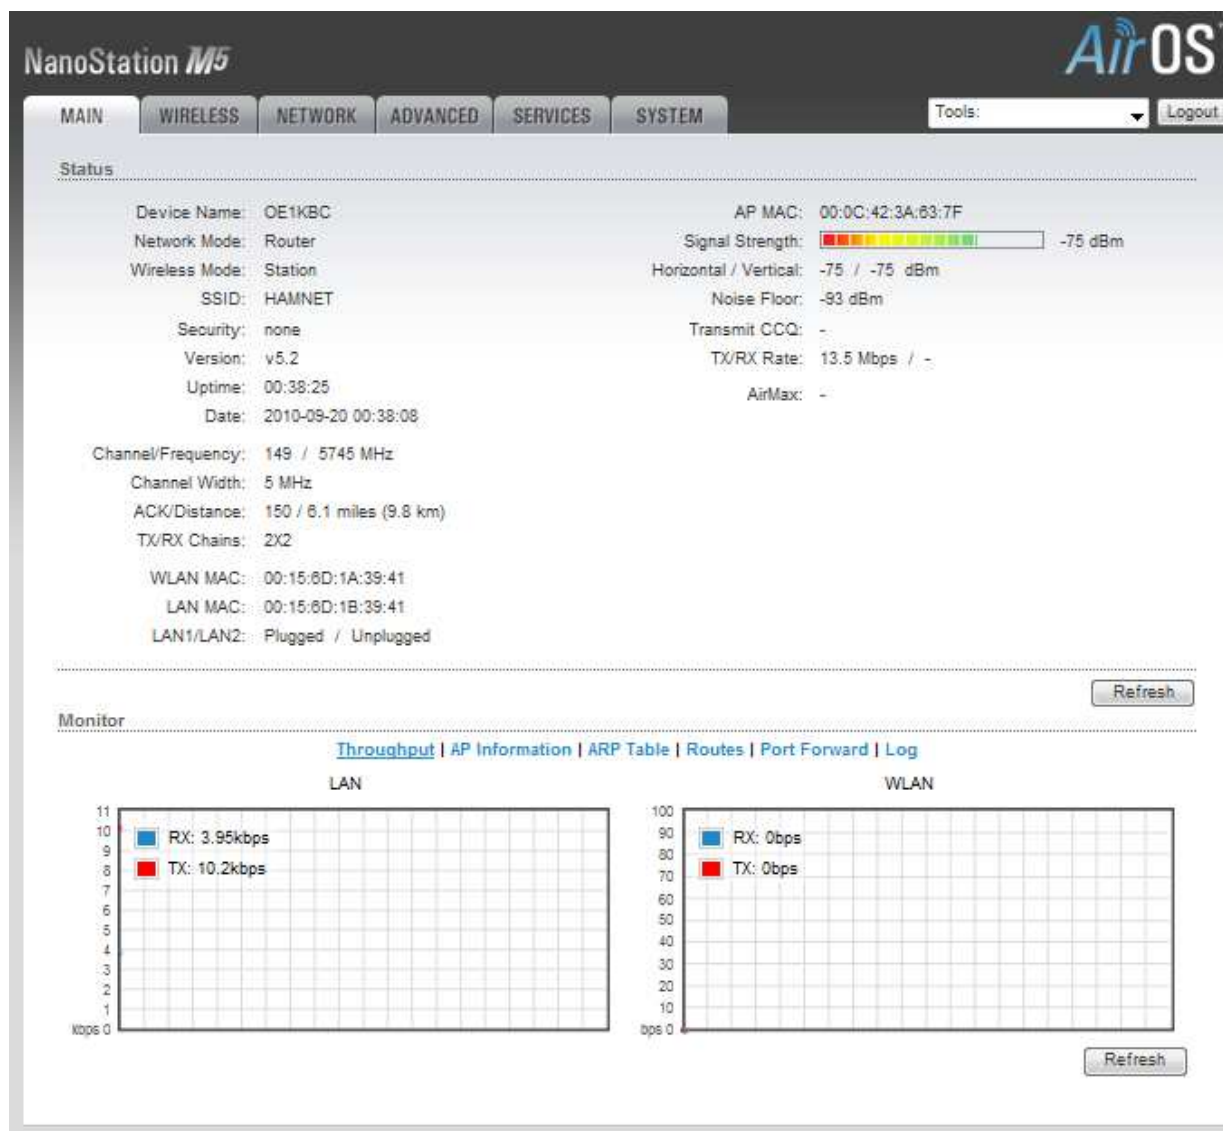 NanoStation M5
AirOS
MAIN WIRELESS NETWORK ADVANCED SERVICES SYSTEM Tools: Logout
Status
Device Name: OE1KBC
Network Mode: Router
Wireless Mode: Station
SSID: HAMNET
Security: none
Version: v5.2
Uptime: 00:38:25
Date: 2010-09-20 00:38:08
Channel/Frequency: 149 / 5745 MHz
Channel Width: 5 MHz
ACK/Distance: 150 / 6.1 miles (9.8 km)
TX/RX Chains: 2X2
WLAN MAC: 00:15:6D:1A:39:41
LAN MAC: 00:15:6D:1B:39:41
LAN1/LAN2: Plugged / Unplugged
AP MAC: 00:0C:42:3A:63:7F
Signal Strength: -75 dBm
Horizontal / Vertical: -75 / -75 dBm
Noise Floor: -93 dBm
Transmit CCQ: -
TX/RX Rate: 13.5 Mbps / -
AirMax: -
Refresh
Monitor
Throughput | AP Information | ARP Table | Routes | Port Forward | Log
LAN
11
10
9
8
7
6
5
4
3
2
1
kbps 0
RX: 3.95kbps
TX: 10.2kbps
WLAN
100
90
80
70
60
50
40
30
20
10
bps 0
RX: 0bps
TX: 0bps
Refresh